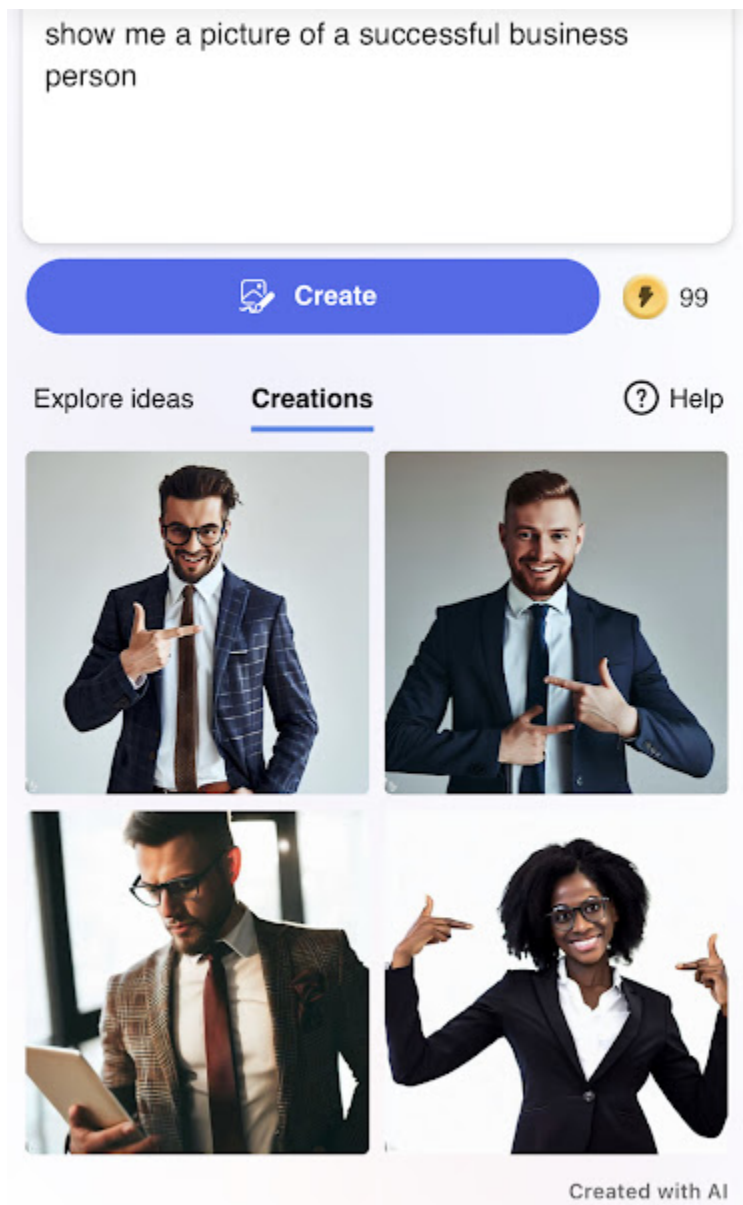 show me a picture of a successful business
person
Create
99
Explore ideas
Creations
Help
Created with AI